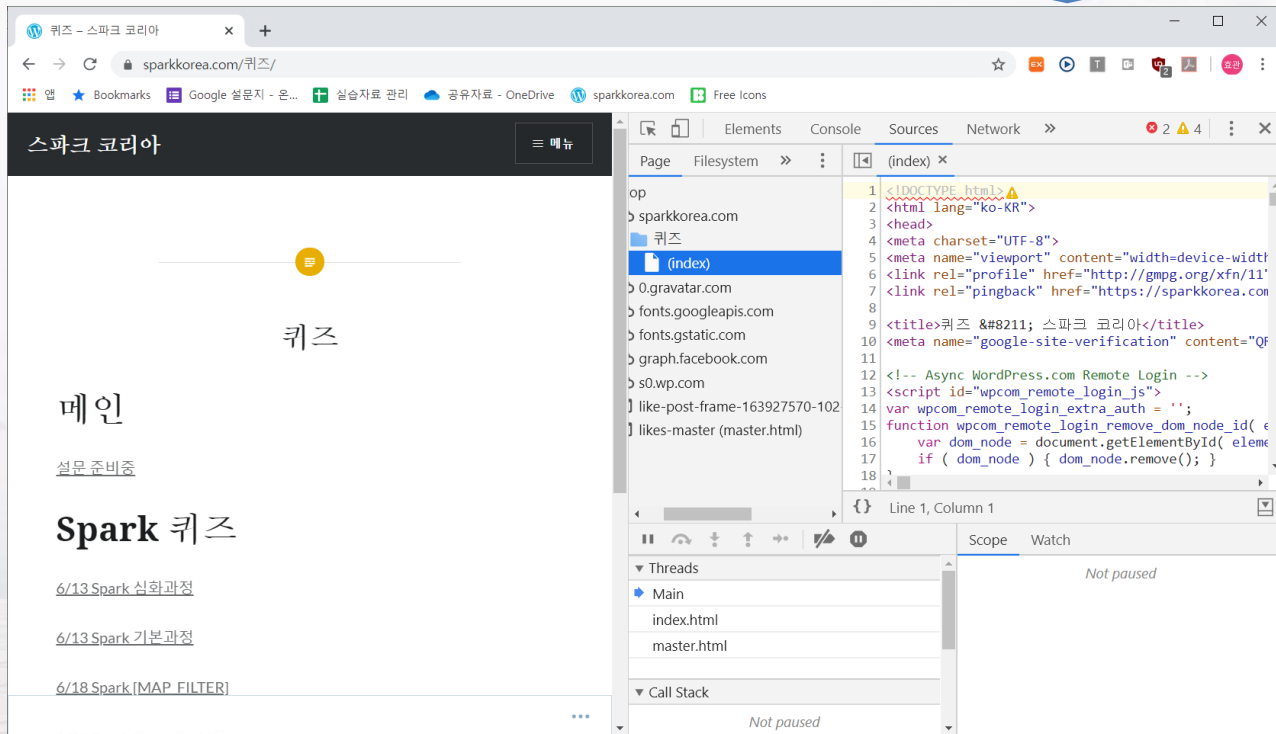 퀴즈 – 스파크 코리아
sparkkorea.com/퀴즈/
EX
T
2
효관
앱
Bookmarks
Google 설문지 - 온...
실습자료 관리
공유자료 - OneDrive
sparkkorea.com
Free Icons
스파크 코리아
메뉴
퀴즈
메인
설문 준비중
Spark 퀴즈
6/13 Spark 심화과정
6/13 Spark 기본과정
6/18 Spark [MAP FILTER]
Elements Console Sources Network
2 4
Page Filesystem
op
sparkkorea.com
퀴즈
(index)
0.gravatar.com
fonts.googleapis.com
fonts.gstatic.com
graph.facebook.com
s0.wp.com
like-post-frame-163927570-102
likes-master (master.html)
(index)
1 <!DOCTYPE html>
2 <html lang="ko-KR">
3 <head>
4 <meta charset="UTF-8">
5 <meta name="viewport" content="width=device-width
6 <link rel="profile" href="http://gmpg.org/xfn/11"
7 <link rel="pingback" href="https://sparkkorea.com
8
9 <title>퀴즈 &#8211; 스파크 코리아</title>
10 <meta name="google-site-verification" content="QF
11
12 <!-- Async WordPress.com Remote Login -->
13 <script id="wpcom_remote_login_js">
14 var wpcom_remote_login_extra_auth = '';
15 function wpcom_remote_login_remove_dom_node_id( e
16 var dom_node = document.getElementById( eleme
17 if ( dom_node ) { dom_node.remove(); }
18 }
{} Line 1, Column 1
Threads
Main
index.html
master.html
Call Stack
Not paused
Scope Watch
Not paused